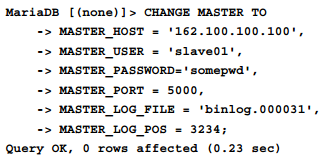 MariaDB [(none)]> CHANGE MASTER TO
-> MASTER_HOST = '162.100.100.100',
-> MASTER_USER = 'slave01',
-> MASTER_PASSWORD='somepwd',
-> MASTER_PORT = 5000,
-> MASTER_LOG_FILE = 'binlog.000031',
-> MASTER_LOG_POS = 3234;
Query OK, 0 rows affected (0.23 sec)